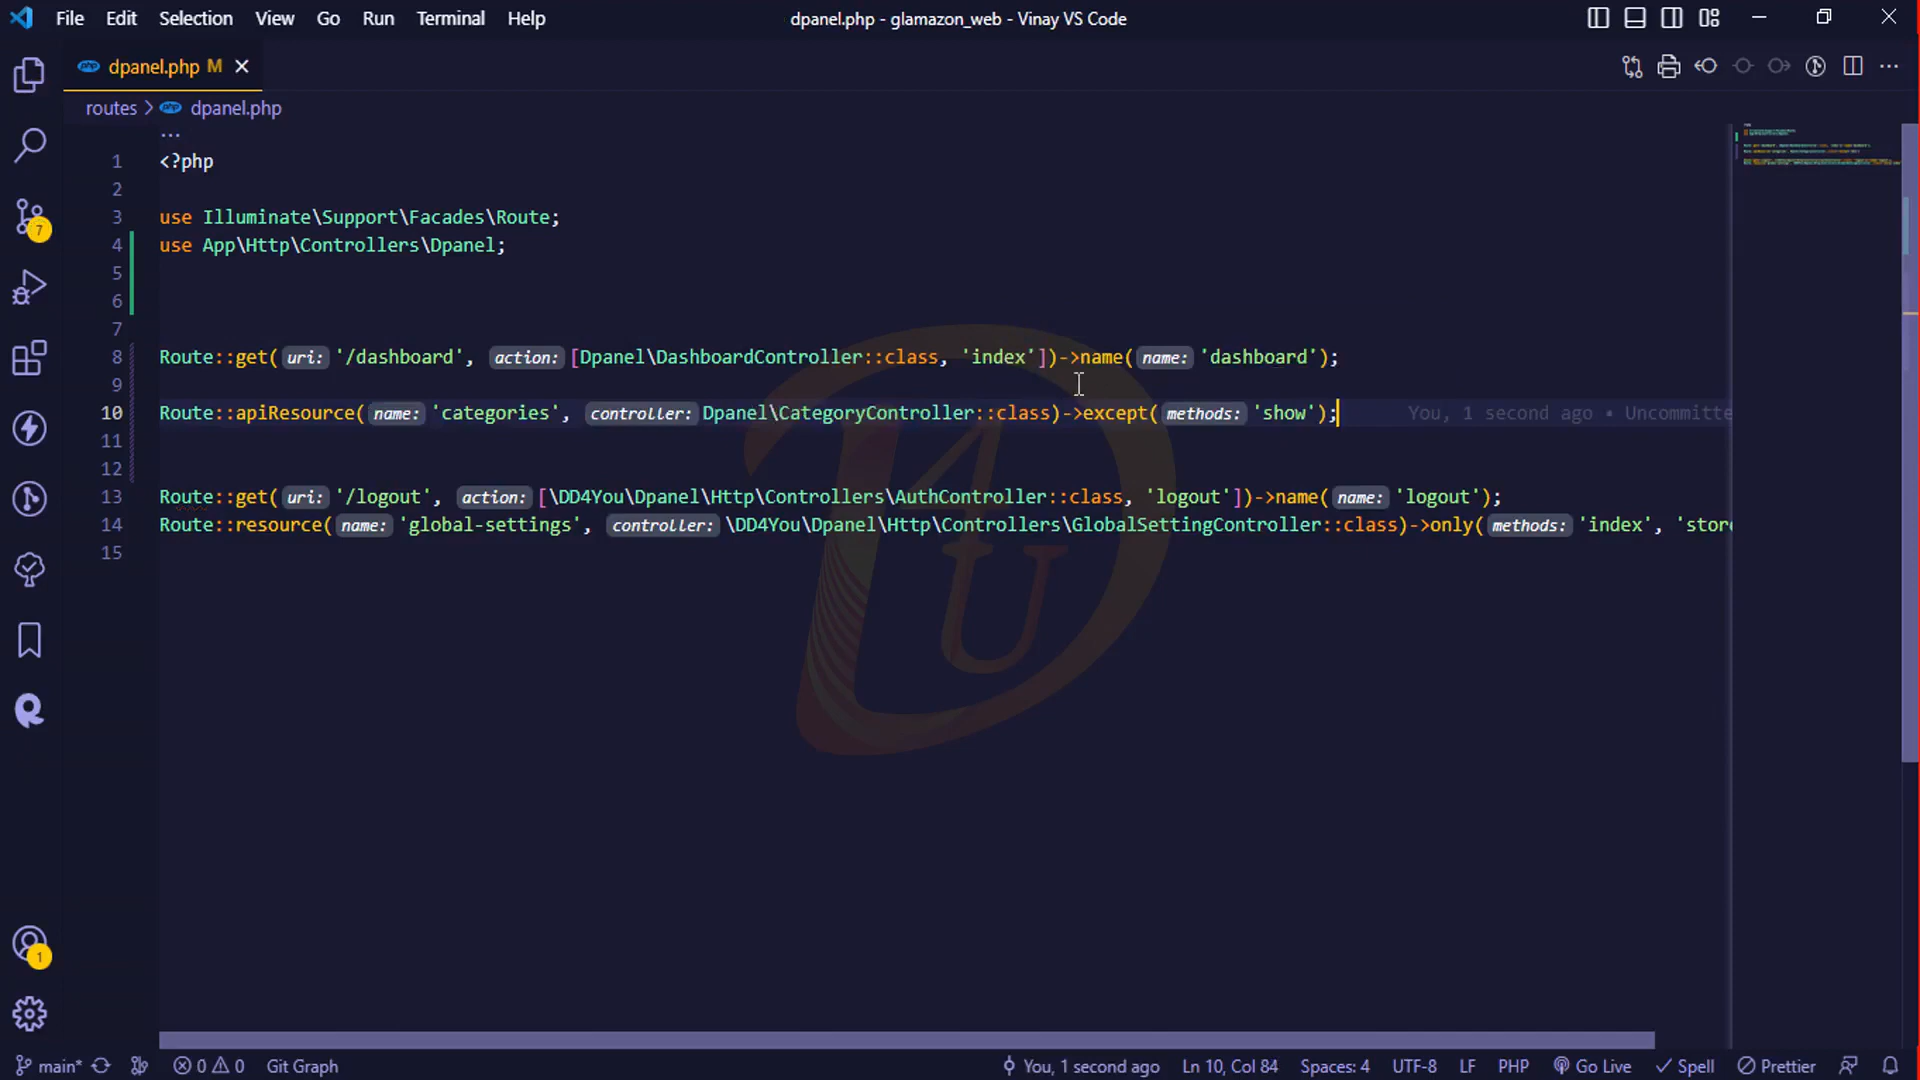 File Edit Selection View Go Run Terminal Help dpanel.php - glamazon_web - Vinay VS Code
dpanel.php M
routes > dpanel.php
...
1 <?php
2
3 use Illuminate\Support\Facades\Route;
4 use App\Http\Controllers\Dpanel;
5
6
7
8 Route::get( uri: '/dashboard', action: [Dpanel\DashboardController::class, 'index'])->name( name: 'dashboard');
9
10 Route::apiResource( name: 'categories', controller: Dpanel\CategoryController::class)->except( methods: 'show'); You, 1 second ago • Uncommitte
11
12
13 Route::get( uri: '/logout', action: [\DD4You\Dpanel\Http\Controllers\AuthController::class, 'logout'])->name( name: 'logout');
14 Route::resource( name: 'global-settings', controller: \DD4You\Dpanel\Http\Controllers\GlobalSettingController::class)->only( methods: 'index', 'store
15
7
D4U
1
main* 0 0 Git Graph You, 1 second ago Ln 10, Col 84 Spaces: 4 UTF-8 LF PHP Go Live Spell Prettier